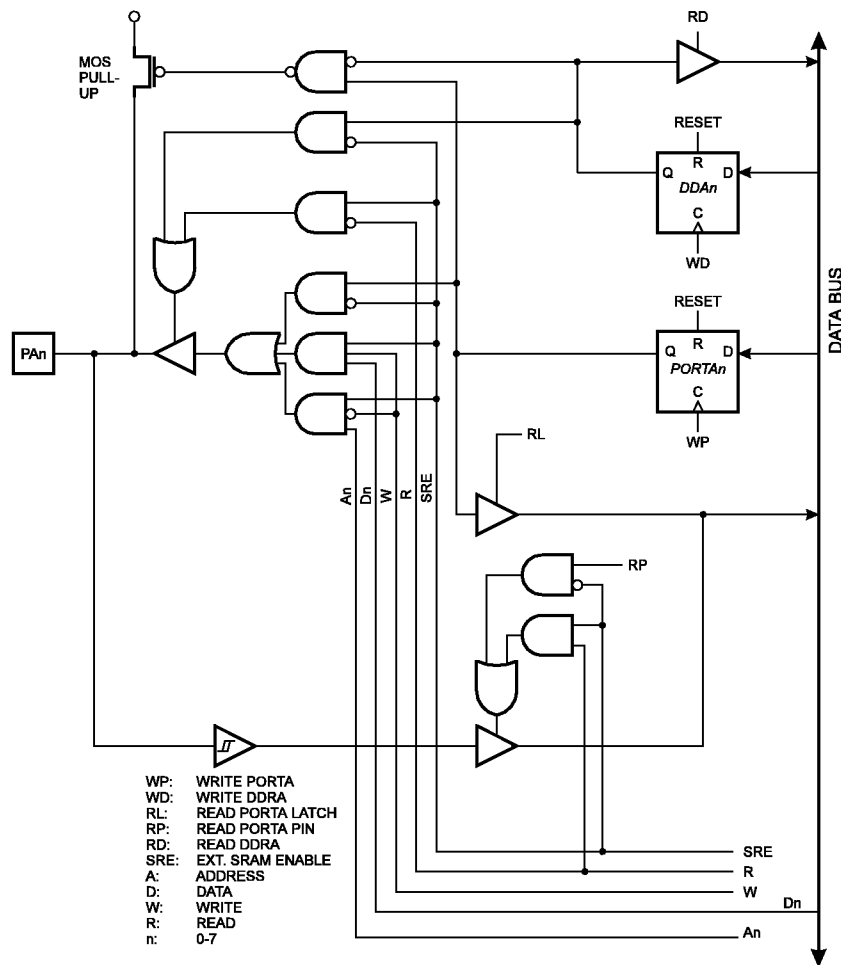 RD
MOS
PULL-
UP
RESET
R
Q
D
DDAn
C
WD
DATA BUS
RESET
R
PAn
Q
D
PORTAn
C
WP
RL
An
Dn
W
R
SRE
RP
WP: WRITE PORTA
WD: WRITE DDRA
RL: READ PORTA LATCH
RP: READ PORTA PIN
RD: READ DDRA
SRE: EXT. SRAM ENABLE
A: ADDRESS
D: DATA
W: WRITE
R: READ
n: 0-7
SRE
R
W
Dn
An